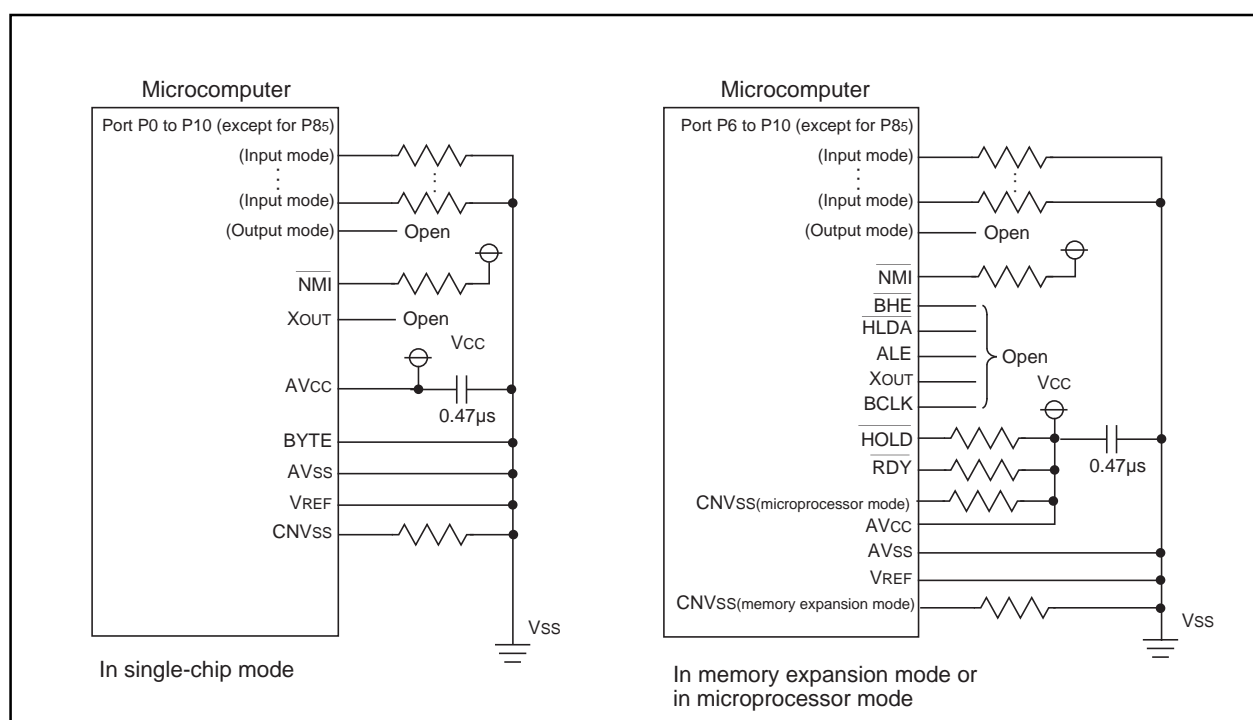 Microcomputer
Port P0 to P10 (except for P85)
(Input mode)
(Input mode)
(Output mode)
Open
NMI
XOUT
Open
VCC
AVCC
0.47µs
BYTE
AVSS
VREF
CNVSS
VSS
In single-chip mode
Microcomputer
Port P6 to P10 (except for P85)
(Input mode)
(Input mode)
(Output mode)
Open
NMI
BHE
HLDA
ALE
Open
XOUT
BCLK
VCC
HOLD
0.47µs
RDY
CNVSS(microprocessor mode)
AVCC
AVSS
VREF
CNVSS(memory expansion mode)
VSS
In memory expansion mode or
in microprocessor mode